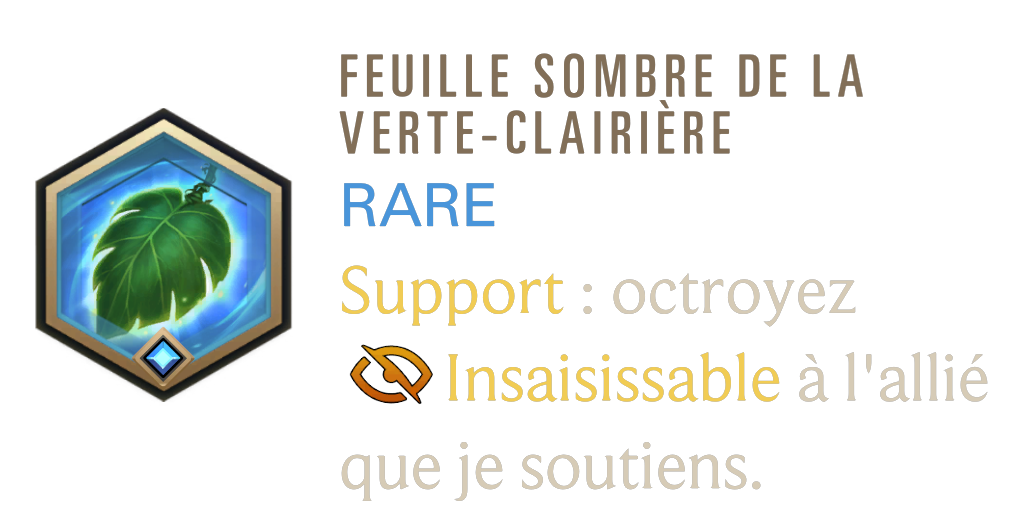 FEUILLE SOMBRE DE LA
VERTE-CLAIRIÈRE
RARE
Support : octroyez
Insaisissable à l'allié
que je soutiens.